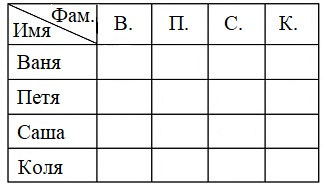 Фам.
Имя В. П. С. К.
Ваня
Петя
Саша
Коля